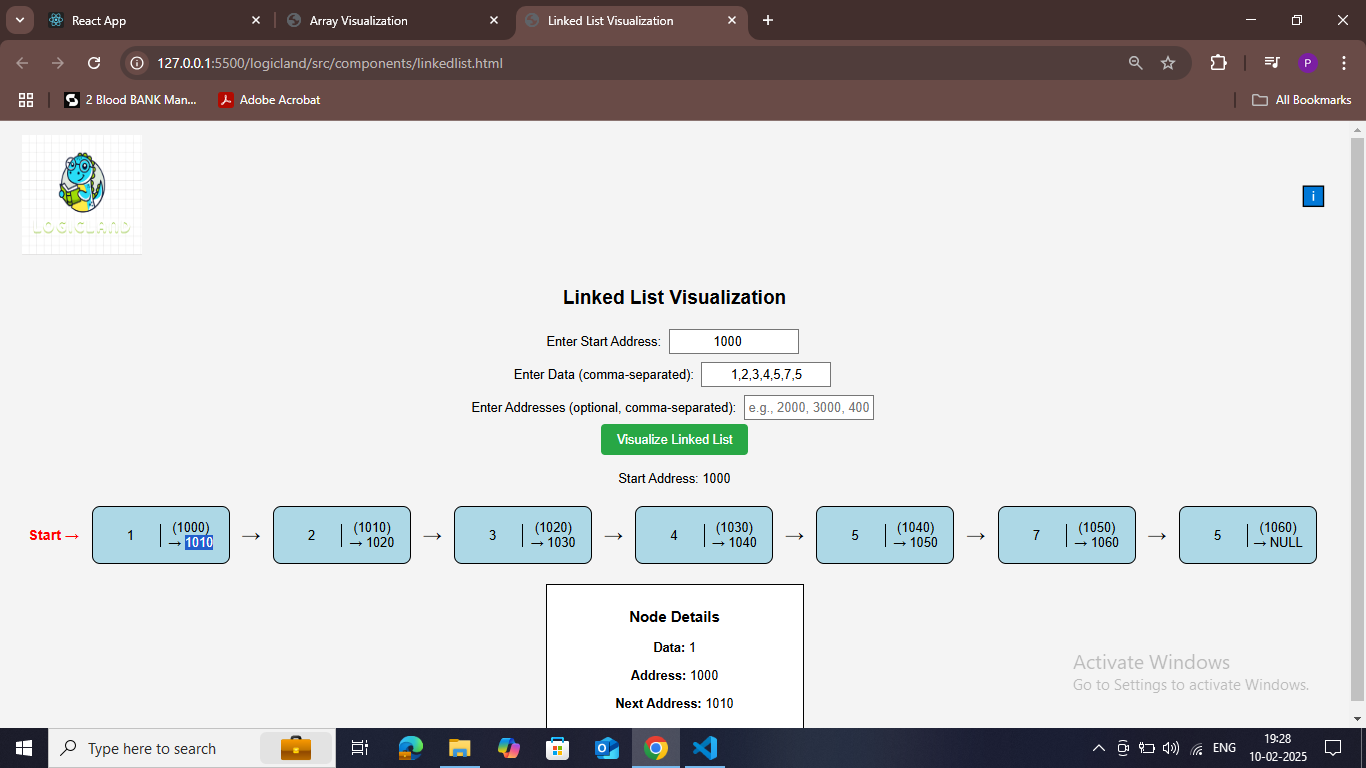 React App
Array Visualization
Linked List Visualization
127.0.0.1:5500/logicland/src/components/linkedlist.html
P
2 Blood BANK Man...
Adobe Acrobat
All Bookmarks
LOGICLAND
i
Linked List Visualization
Enter Start Address: 1000
Enter Data (comma-separated): 1,2,3,4,5,7,5
Enter Addresses (optional, comma-separated): e.g., 2000, 3000, 400
Visualize Linked List
Start Address: 1000
Start → 1 (1000) → 1010 → 2 (1010) → 1020 → 3 (1020) → 1030 → 4 (1030) → 1040 → 5 (1040) → 1050 → 7 (1050) → 1060 → 5 (1060) → NULL
Node Details
Data: 1
Address: 1000
Next Address: 1010
Activate Windows
Go to Settings to activate Windows.
Type here to search
ENG
19:28
10-02-2025